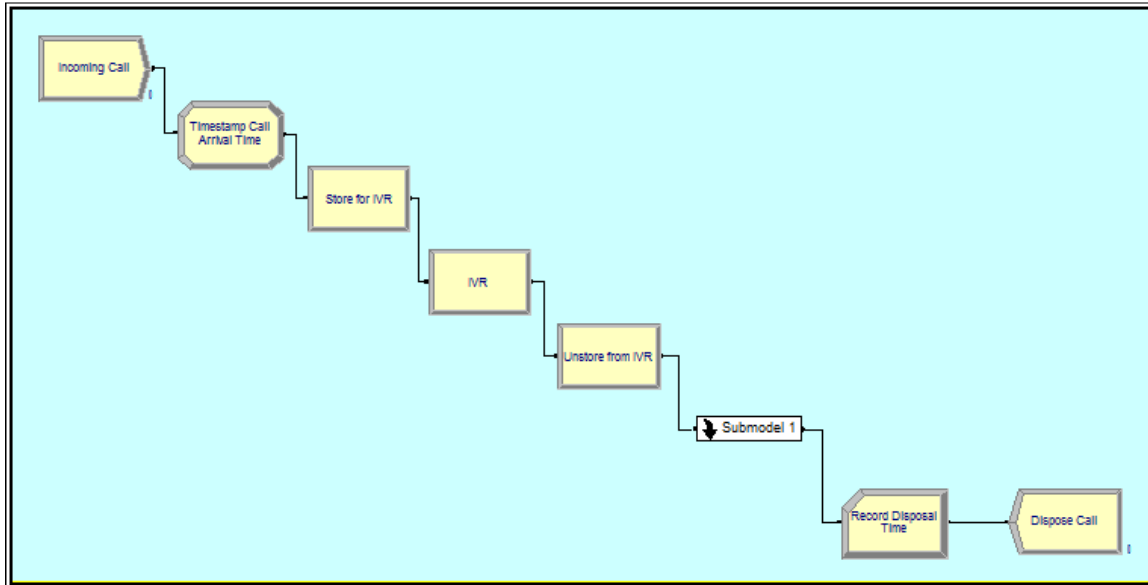 Incoming Call
Timestamp Call
Arrival Time
Store for IVR
IVR
Unstore from IVR
Submodel 1
Record Disposal
Time
Dispose Call